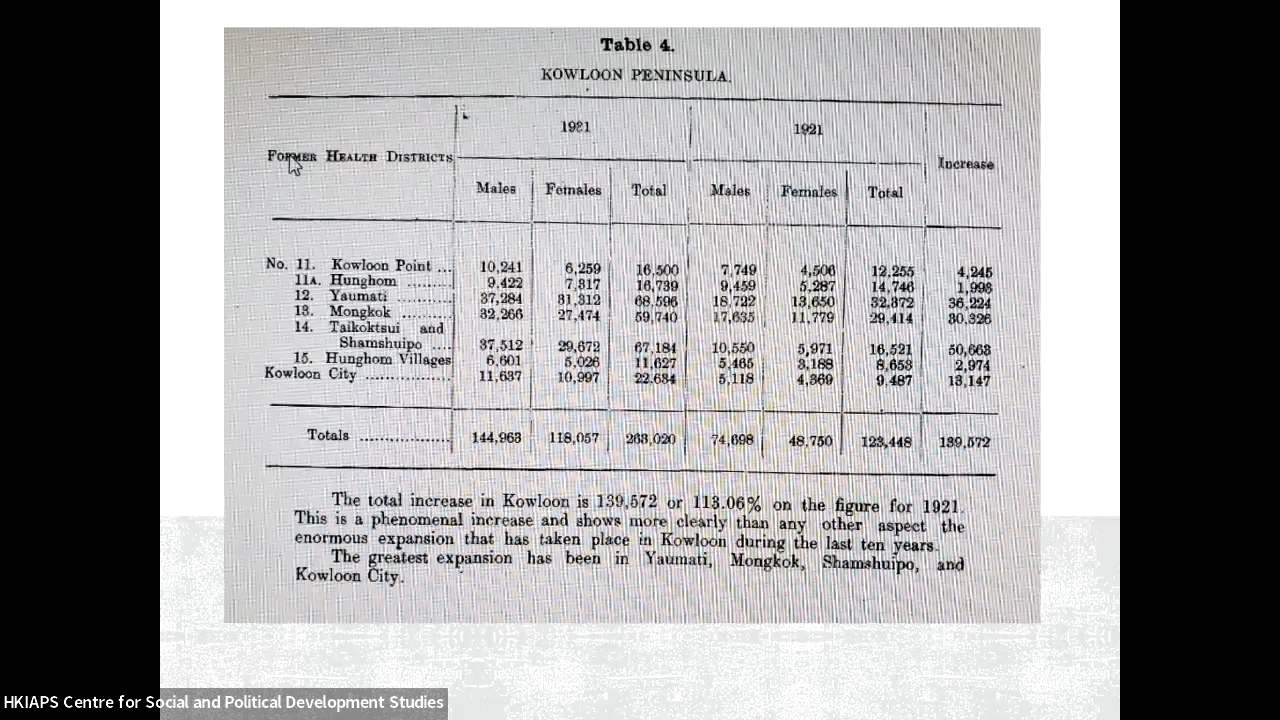 Table 4.
KOWLOON PENINSULA.
1931 1921
FORMER HEALTH DISTRICTS Increase
Males Females Total Males Females Total
No. 11. Kowloon Point ... 10,241 6,259 16,500 7,749 4,506 12,255 4,245
11A. Hunghom ......... 9,422 7,317 16,739 9,459 5,287 14,746 1,993
12. Yaumati ........... 37,284 31,312 68,596 18,722 13,650 32,372 36,224
13. Mongkok .......... 32,266 27,474 59,740 17,635 11,779 29,414 30,326
14. Taikoktsui and
Shamshuipo .... 37,512 29,672 67,184 10,550 5,971 16,521 50,663
15. Hunghom Villages 6,601 5,026 11,627 5,465 3,188 8,653 2,974
Kowloon City ................. 11,637 10,997 22,634 5,118 4,369 9,487 13,147
Totals .................. 144,963 118,057 263,020 74,698 48,750 123,448 139,572
The total increase in Kowloon is 139,572 or 113.06% on the figure for 1921.
This is a phenomenal increase and shows more clearly than any other aspect the
enormous expansion that has taken place in Kowloon during the last ten years.
The greatest expansion has been in Yaumati, Mongkok, Shamshuipo, and
Kowloon City.
HKIAPS Centre for Social and Political Development Studies